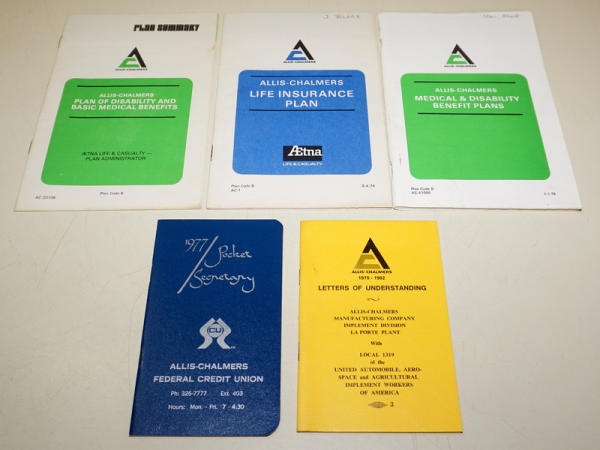 PLAN SUMMARY
ALLIS-CHALMERS
ALLIS-CHALMERS
PLAN OF DISABILITY AND
BASIC MEDICAL BENEFITS
ÆTNA LIFE & CASUALTY —
PLAN ADMINISTRATOR
Plan Code B
ALLIS-CHALMERS
ALLIS-CHALMERS
LIFE INSURANCE
PLAN
Ætna
LIFE & CASUALTY
Plan Code B
AC-1
ALLIS-CHALMERS
ALLIS-CHALMERS
MEDICAL & DISABILITY
BENEFIT PLANS
Plan Code B
1977 Pocket
Secretary
CU
ALLIS-CHALMERS
FEDERAL CREDIT UNION
Ph: 326-7777 Ext. 403
Hours: Mon - Fri. 7 - 4:30
ALLIS-CHALMERS
1979 - 1982
LETTERS OF UNDERSTANDING
ALLIS-CHALMERS
MANUFACTURING COMPANY
IMPLEMENT DIVISION
LA PORTE PLANT
With
LOCAL 1319
of the
UNITED AUTOMOBILE, AERO-
SPACE and AGRICULTURAL
IMPLEMENT WORKERS
OF AMERICA